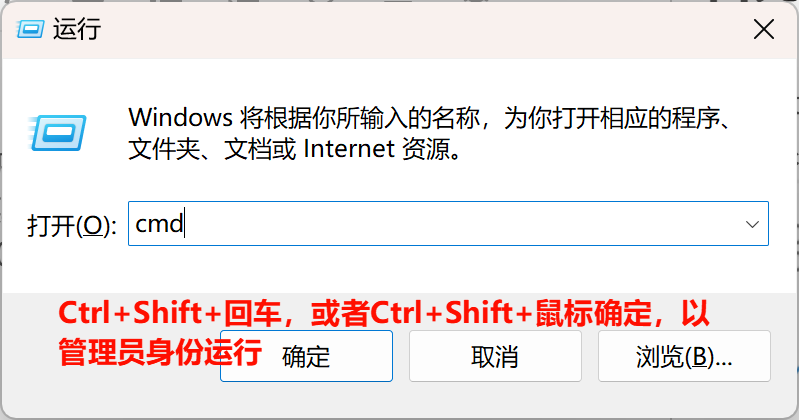 运行
Windows 将根据你所输入的名称，为你打开相应的程序、
文件夹、文档或 Internet 资源。
打开(O):
cmd
Ctrl+Shift+回车，或者Ctrl+Shift+鼠标确定，以
管理员身份运行
确定
取消
浏览(B)...